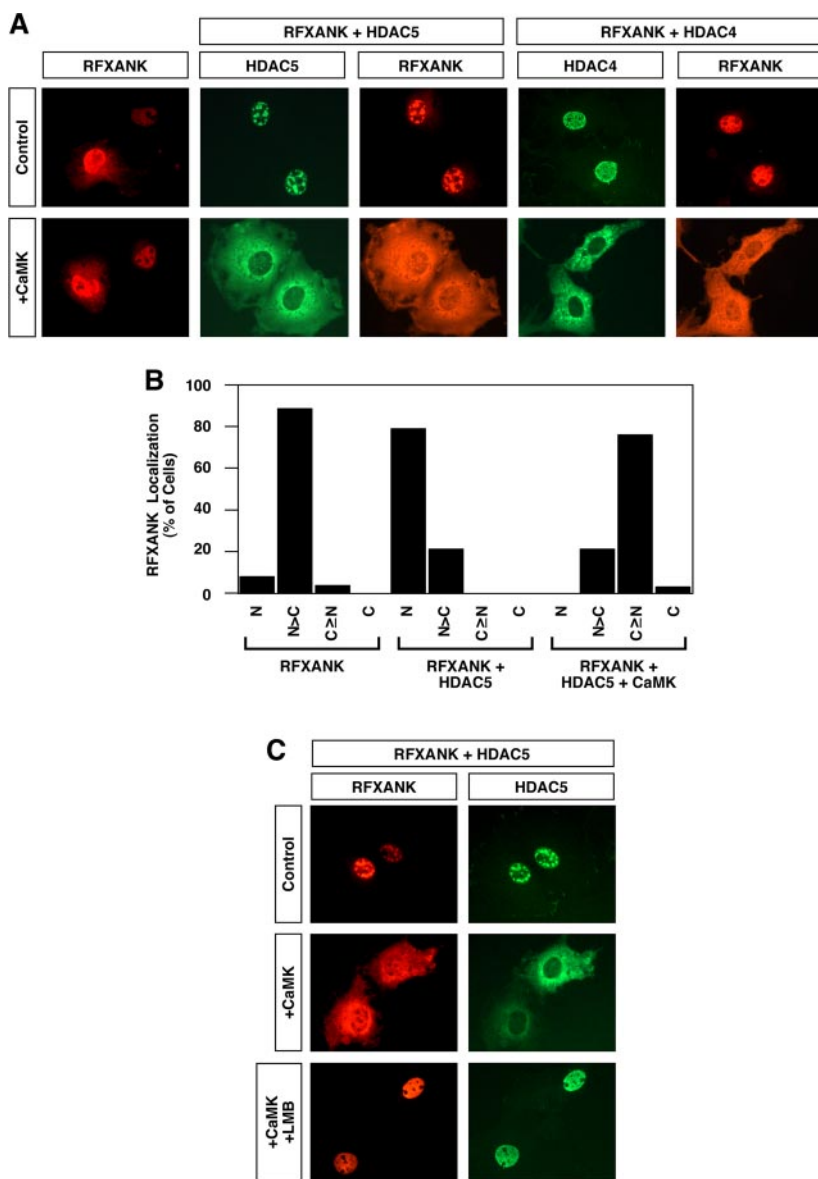 A
RFXANK + HDAC5
RFXANK + HDAC4
RFXANK
HDAC5
RFXANK
HDAC4
RFXANK
Control
+CaMK
B
RFXANK Localization
(% of Cells)
100
80
60
40
20
0
N
N>C
C≥N
C
N
N>C
C≥N
C
N
N>C
C≥N
C
RFXANK
RFXANK +
HDAC5
RFXANK +
HDAC5 + CaMK
C
RFXANK + HDAC5
RFXANK
HDAC5
Control
+CaMK
+CaMK
+LMB